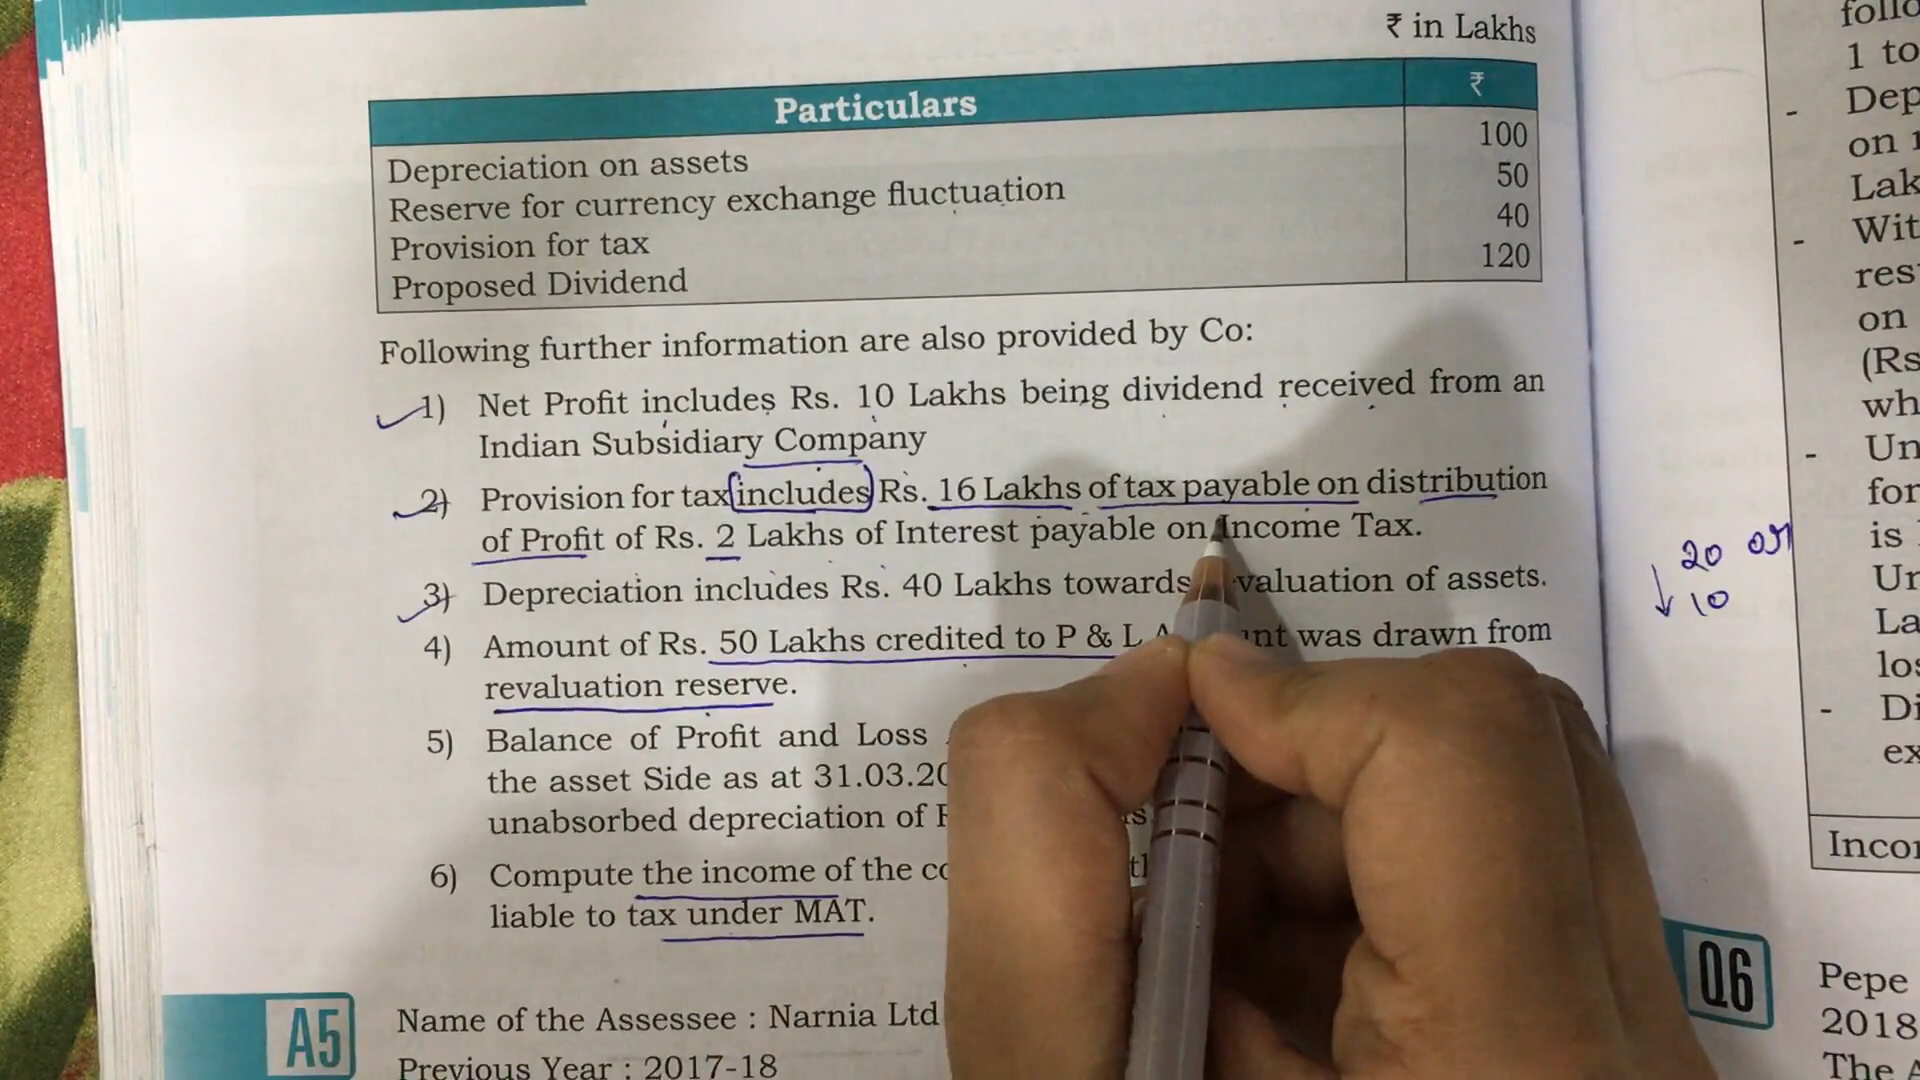 ₹ in Lakhs
Particulars ₹
Depreciation on assets 100
Reserve for currency exchange fluctuation 50
Provision for tax 40
Proposed Dividend 120
Following further information are also provided by Co:
1) Net Profit includes Rs. 10 Lakhs being dividend received from an
Indian Subsidiary Company
2) Provision for tax includes Rs. 16 Lakhs of tax payable on distribution
of Profit of Rs. 2 Lakhs of Interest payable on Income Tax.
3) Depreciation includes Rs. 40 Lakhs towards valuation of assets.
4) Amount of Rs. 50 Lakhs credited to P & L was drawn from
revaluation reserve.
5) Balance of Profit and Loss
the asset Side as at 31.03.20
unabsorbed depreciation of
6) Compute the income of the
liable to tax under MAT.
A5 Name of the Assessee : Narnia Ltd
Previous Year : 2017-18
20
10
1 to
- Dep
on
Lak
- Wit
res
on
(Rs
wh
- Un
for
is
Un
La
los
- Di
ex
Inco
Q6 Pepe
2018
The A